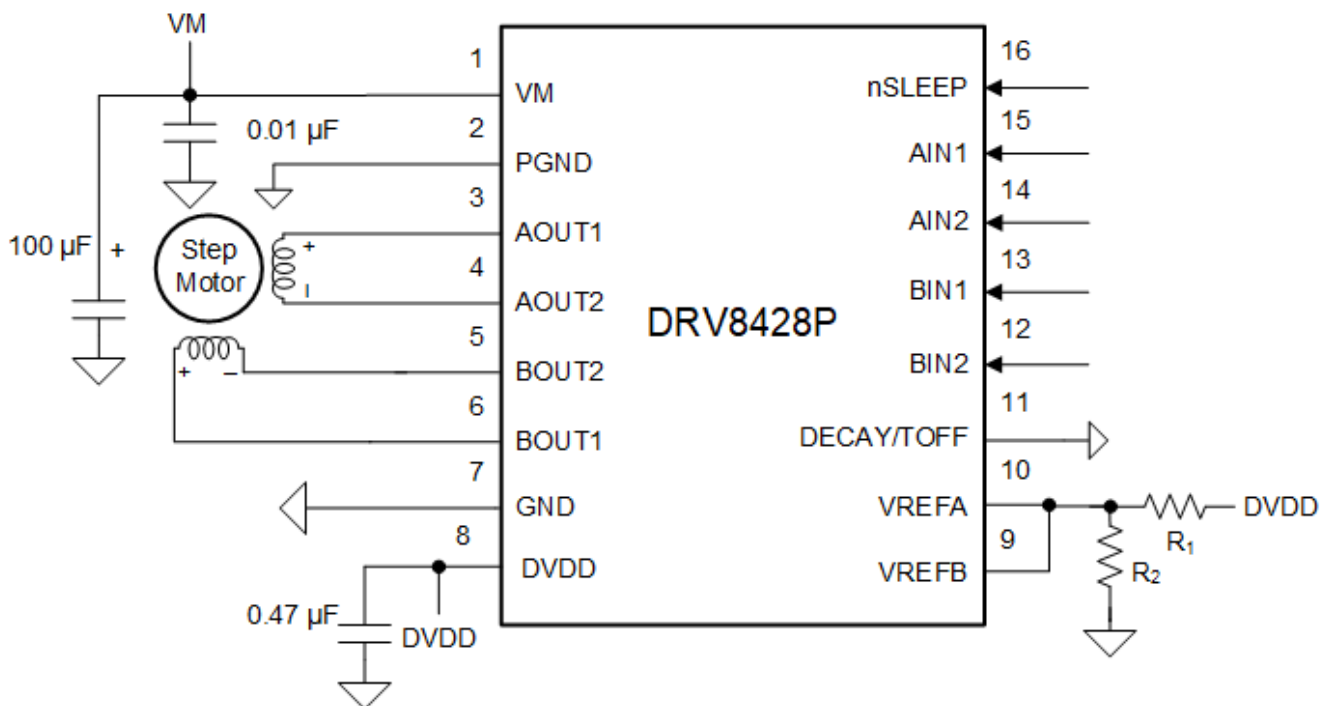 VM
1
VM
0.01 µF
2
PGND
3
AOUT1
100 µF
+
Step
Motor
+
–
4
AOUT2
5
BOUT2
+
–
6
BOUT1
7
GND
8
DVDD
0.47 µF
DVDD
DRV8428P
16
nSLEEP
15
AIN1
14
AIN2
13
BIN1
12
BIN2
11
DECAY/TOFF
10
VREFA
R₁
DVDD
9
VREFB
R₂